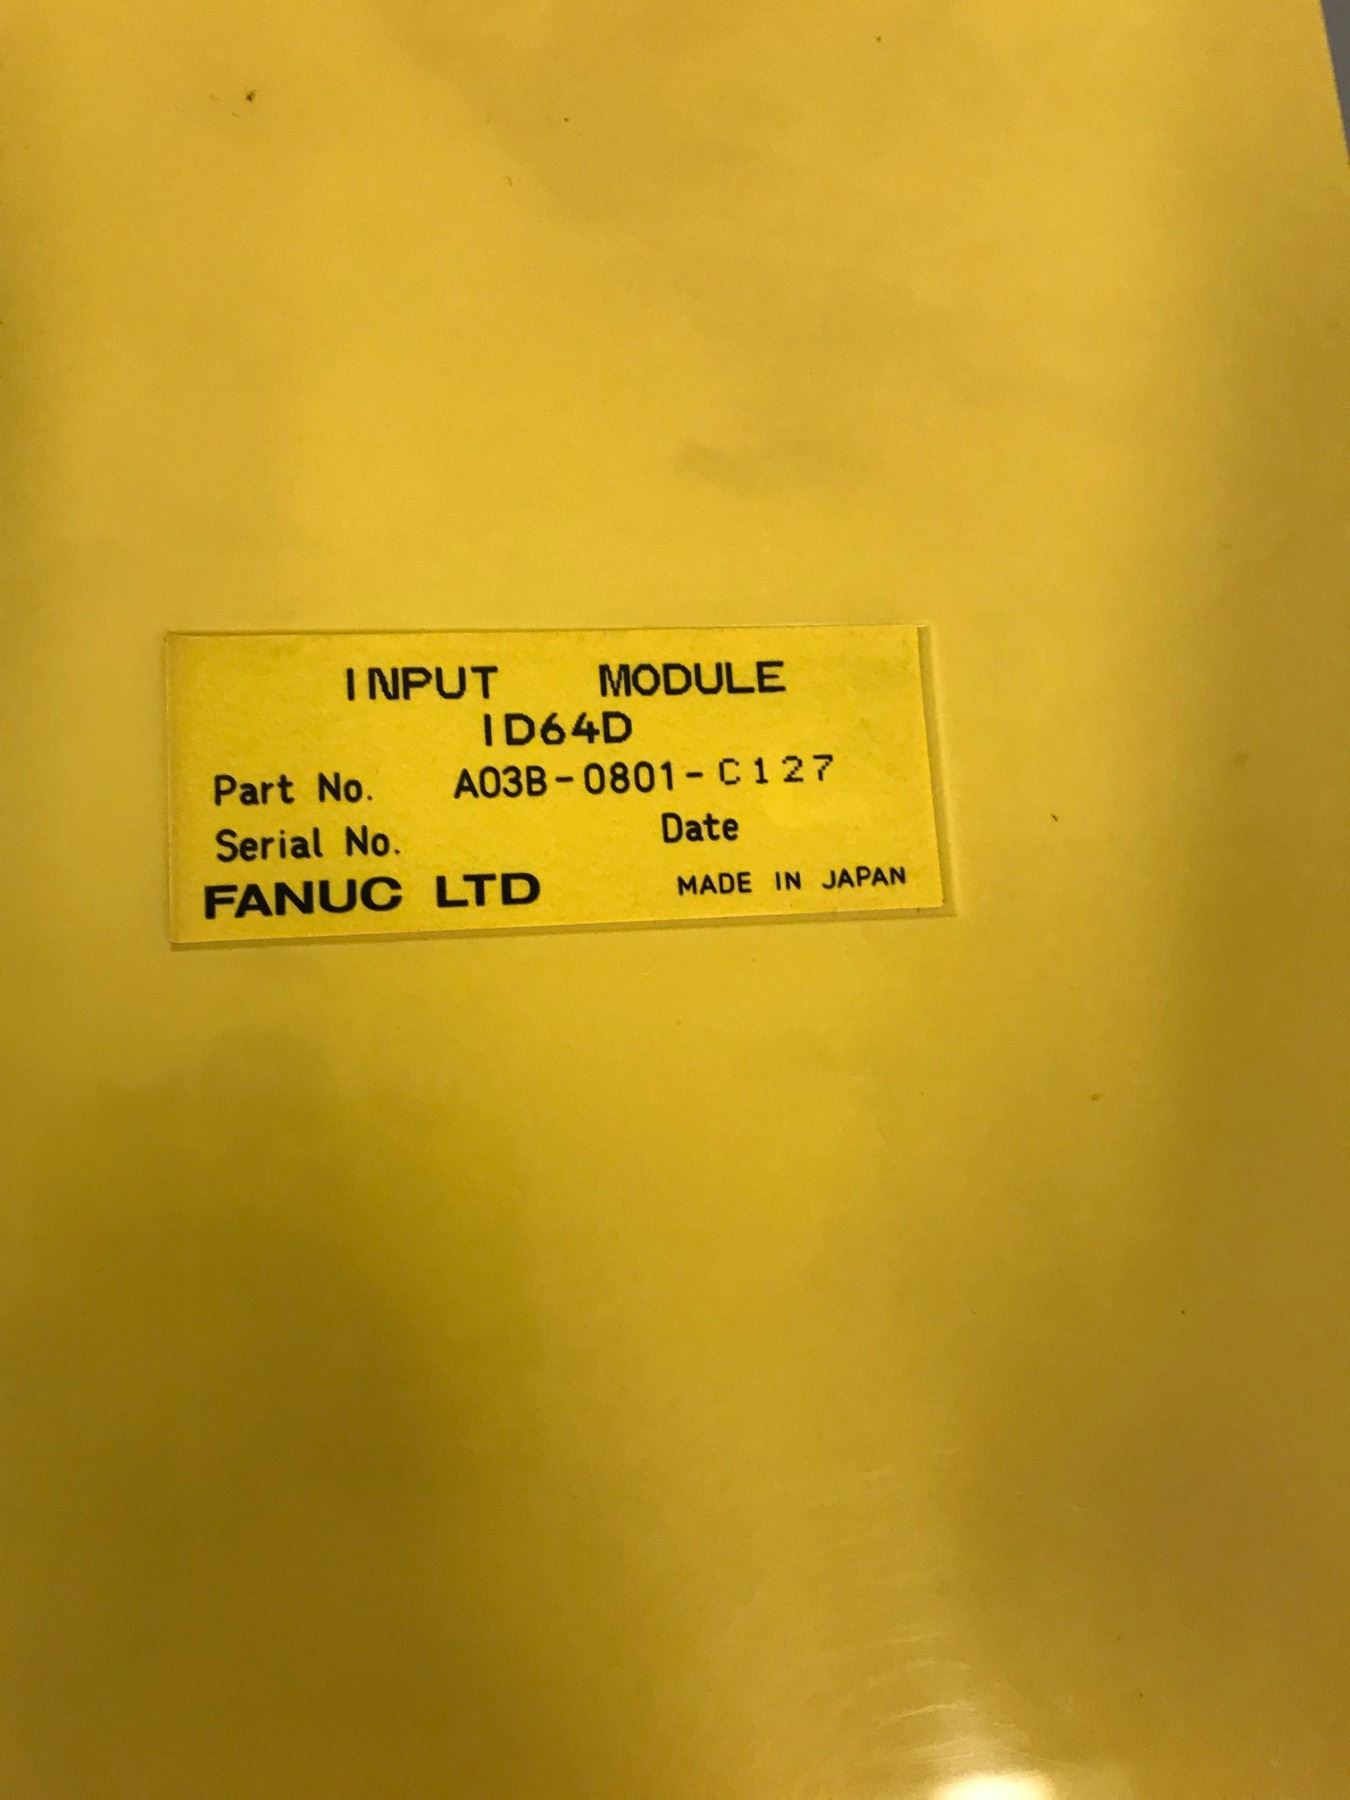 INPUT MODULE
ID64D
Part No. A03B-0801-C127
Serial No. Date
FANUC LTD MADE IN JAPAN